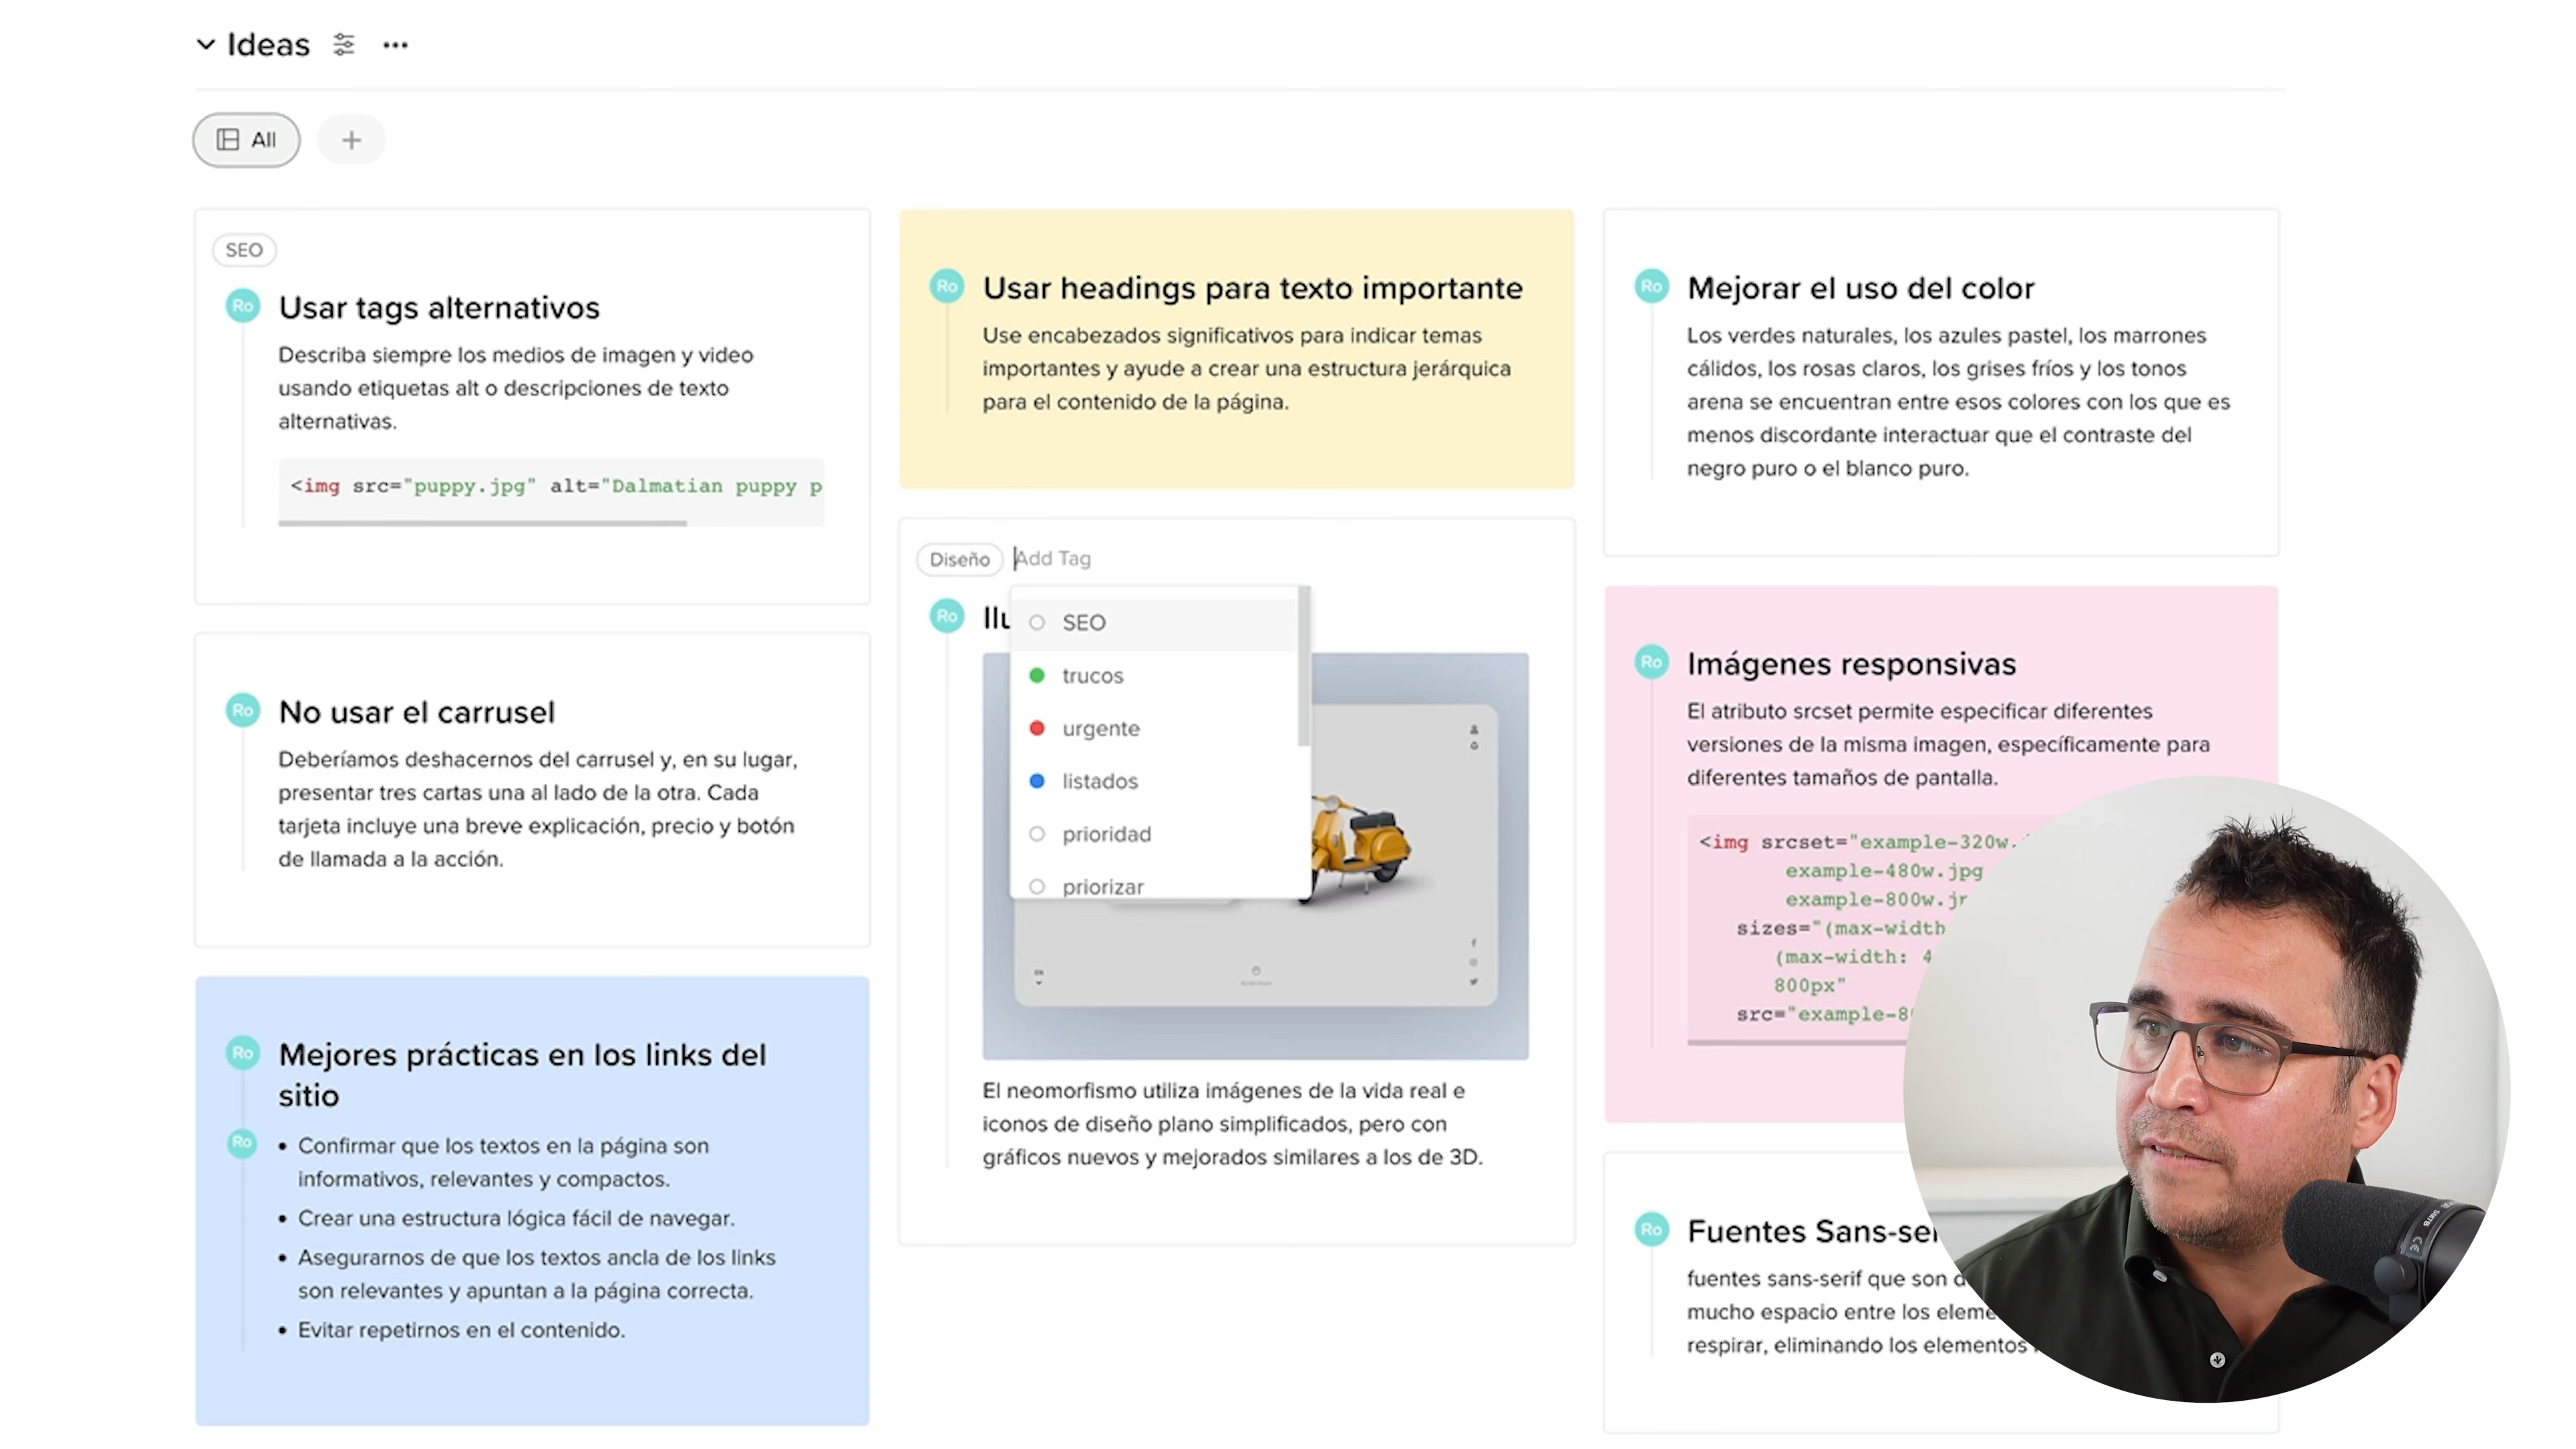 Ideas
All
SEO
Ro
Usar tags alternativos
Describa siempre los medios de imagen y video
usando etiquetas alt o descripciones de texto
alternativas.
<img src="puppy.jpg" alt="Dalmatian puppy p
Ro
No usar el carrusel
Deberíamos deshacernos del carrusel y, en su lugar,
presentar tres cartas una al lado de la otra. Cada
tarjeta incluye una breve explicación, precio y botón
de llamada a la acción.
Ro
Mejores prácticas en los links del
sitio
Ro
• Confirmar que los textos en la página son
informativos, relevantes y compactos.
• Crear una estructura lógica fácil de navegar.
• Asegurarnos de que los textos ancla de los links
son relevantes y apuntan a la página correcta.
• Evitar repetirnos en el contenido.
Ro
Usar headings para texto importante
Use encabezados significativos para indicar temas
importantes y ayude a crear una estructura jerárquica
para el contenido de la página.
Diseño
Add Tag
Ro
SEO
trucos
urgente
listados
prioridad
priorizar
El neomorfismo utiliza imágenes de la vida real e
iconos de diseño plano simplificados, pero con
gráficos nuevos y mejorados similares a los de 3D.
Ro
Mejorar el uso del color
Los verdes naturales, los azules pastel, los marrones
cálidos, los rosas claros, los grises fríos y los tonos
arena se encuentran entre esos colores con los que es
menos discordante interactuar que el contraste del
negro puro o el blanco puro.
Ro
Imágenes responsivas
El atributo srcset permite especificar diferentes
versiones de la misma imagen, específicamente para
diferentes tamaños de pantalla.
<img srcset="example-320w.
example-480w.jpg
example-800w.jp
sizes="(max-width
(max-width: 4
800px"
src="example-8
Ro
Fuentes Sans-ser
fuentes sans-serif que son d
mucho espacio entre los eleme
respirar, eliminando los elementos